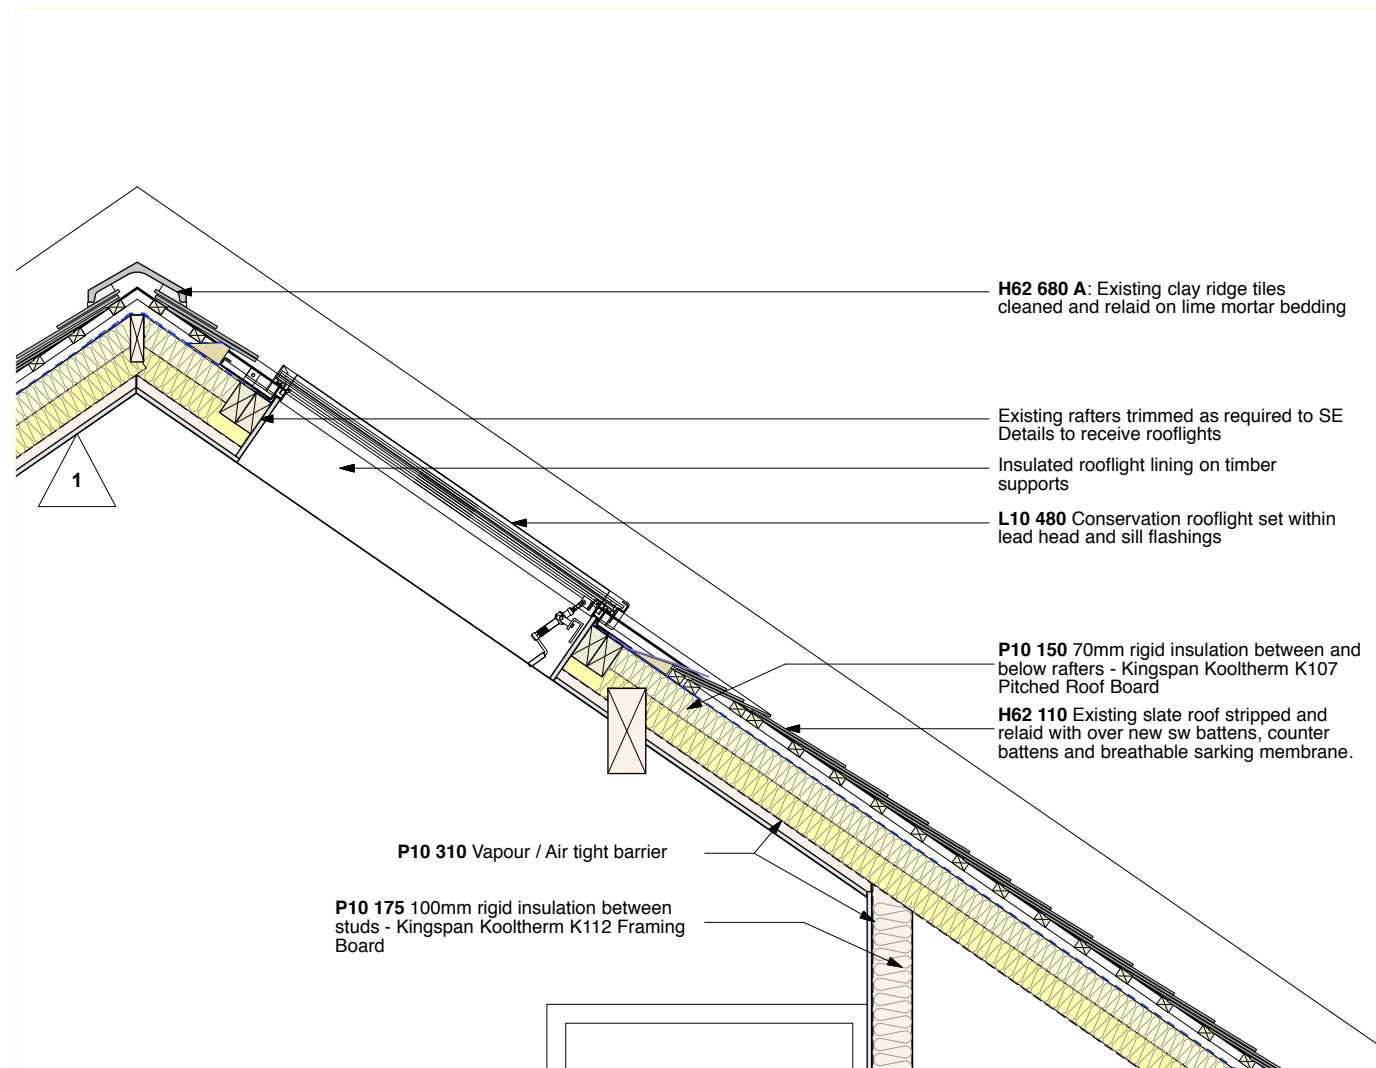 H62 680 A: Existing clay ridge tiles
cleaned and relaid on lime mortar bedding
Existing rafters trimmed as required to SE
Details to receive rooflights
Insulated rooflight lining on timber
supports
1
L10 480 Conservation rooflight set within
lead head and sill flashings
P10 150 70mm rigid insulation between and
below rafters - Kingspan Kooltherm K107
Pitched Roof Board
H62 110 Existing slate roof stripped and
relaid with over new sw battens, counter
battens and breathable sarking membrane.
P10 310 Vapour / Air tight barrier
P10 175 100mm rigid insulation between
studs - Kingspan Kooltherm K112 Framing
Board